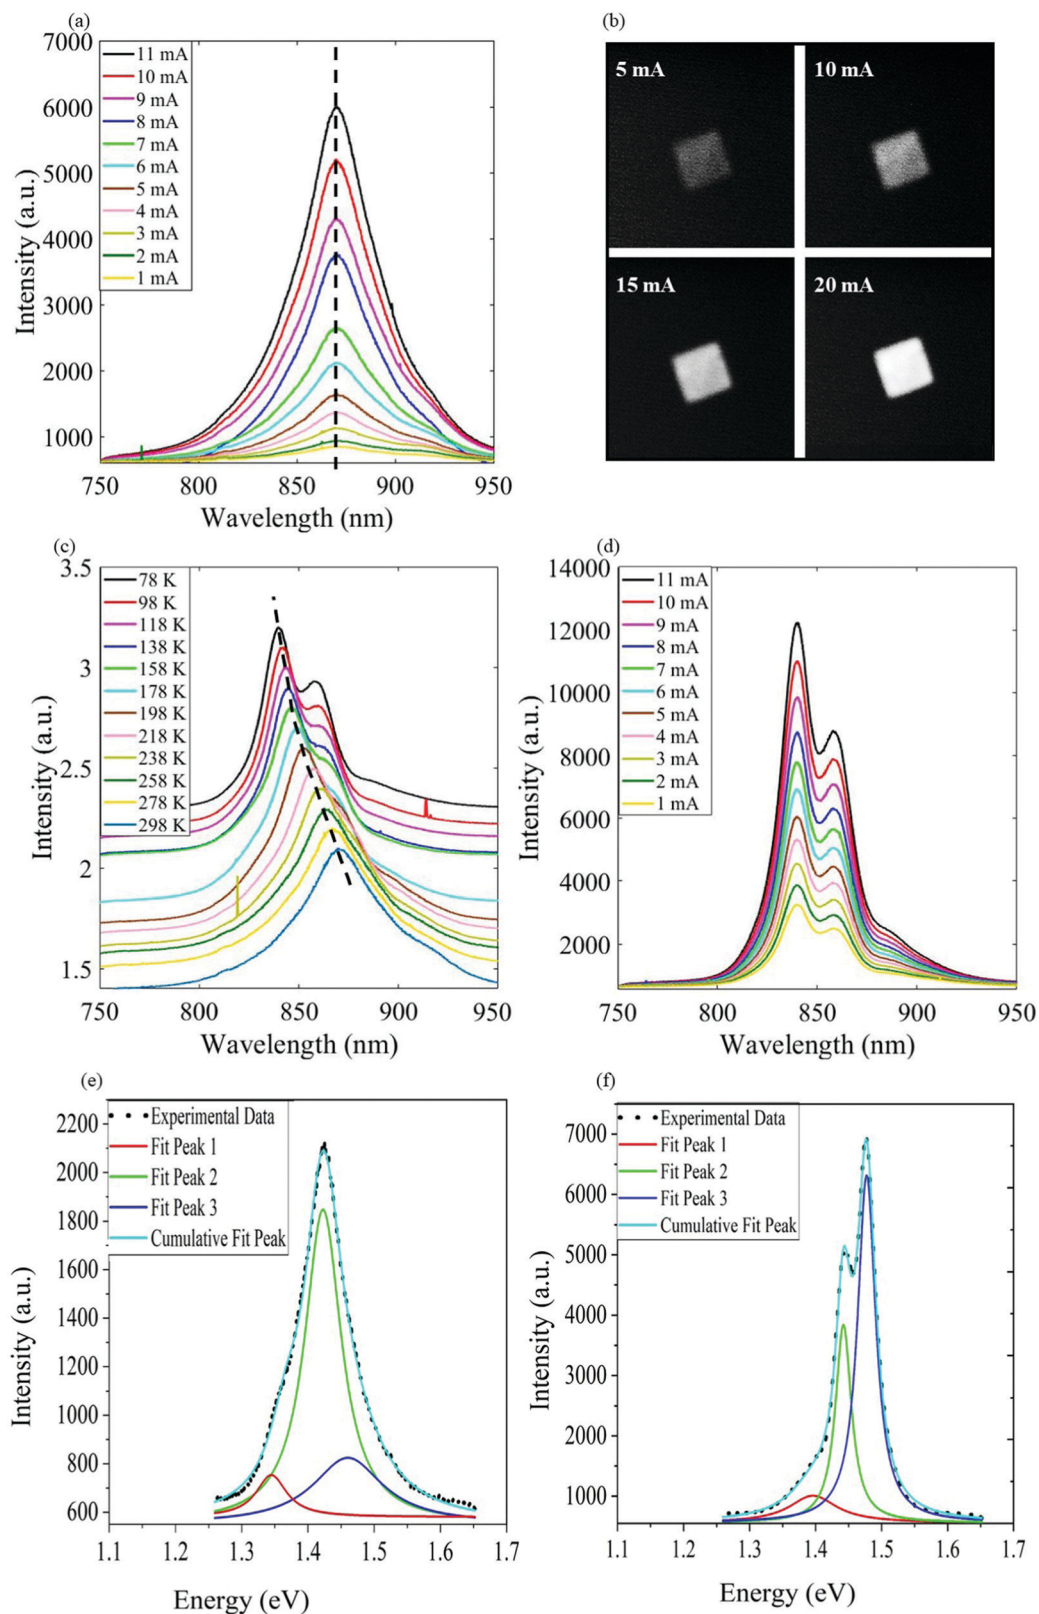 (a)
7000
6000
5000
4000
3000
2000
1000
Intensity (a.u.)
11 mA
10 mA
9 mA
8 mA
7 mA
6 mA
5 mA
4 mA
3 mA
2 mA
1 mA
750 800 850 900 950
Wavelength (nm)
(b)
5 mA
10 mA
15 mA
20 mA
(c)
3.5
3
2.5
2
1.5
Intensity (a.u.)
78 K
98 K
118 K
138 K
158 K
178 K
198 K
218 K
238 K
258 K
278 K
298 K
750 800 850 900 950
Wavelength (nm)
(d)
14000
12000
10000
8000
6000
4000
2000
Intensity (a.u.)
11 mA
10 mA
9 mA
8 mA
7 mA
6 mA
5 mA
4 mA
3 mA
2 mA
1 mA
750 800 850 900 950
Wavelength (nm)
(e)
2200
2000
1800
1600
1400
1200
1000
800
600
Intensity (a.u.)
Experimental Data
Fit Peak 1
Fit Peak 2
Fit Peak 3
Cumulative Fit Peak
1.1 1.2 1.3 1.4 1.5 1.6 1.7
Energy (eV)
(f)
7000
6000
5000
4000
3000
2000
1000
Intensity (a.u.)
Experimental Data
Fit Peak 1
Fit Peak 2
Fit Peak 3
Cumulative Fit Peak
1.1 1.2 1.3 1.4 1.5 1.6 1.7
Energy (eV)